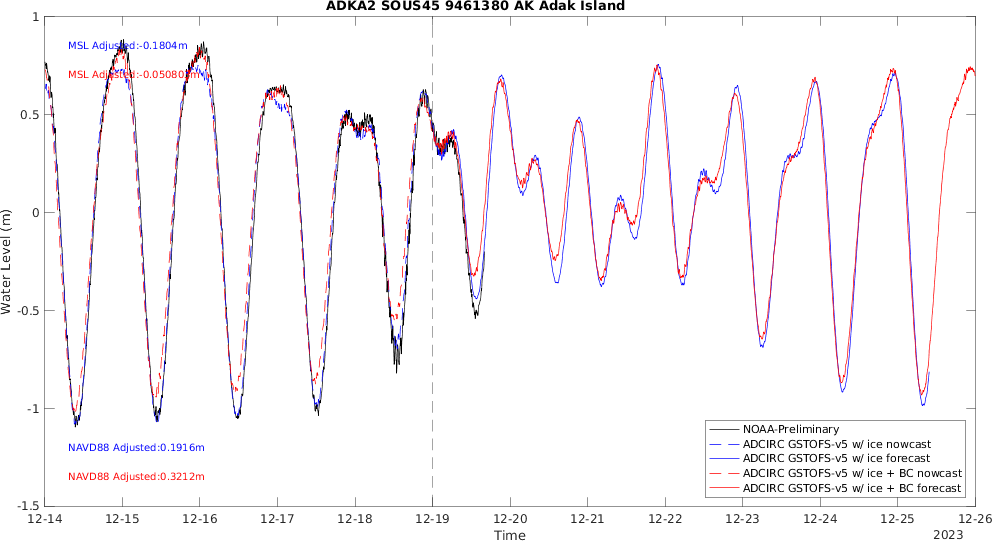 ADKA2 SOUS45 9461380 AK Adak Island
1
MSL Adjusted:-0.1804m
MSL Adjusted:-0.050802m
0.5
0
Water Level (m)
-0.5
-1
NAVD88 Adjusted:0.1916m
NAVD88 Adjusted:0.3212m
-1.5
NOAA-Preliminary
ADCIRC GSTOFS-v5 w/ ice nowcast
ADCIRC GSTOFS-v5 w/ ice forecast
ADCIRC GSTOFS-v5 w/ ice + BC nowcast
ADCIRC GSTOFS-v5 w/ ice + BC forecast
12-14 12-15 12-16 12-17 12-18 12-19 12-20 12-21 12-22 12-23 12-24 12-25 12-26
Time
2023